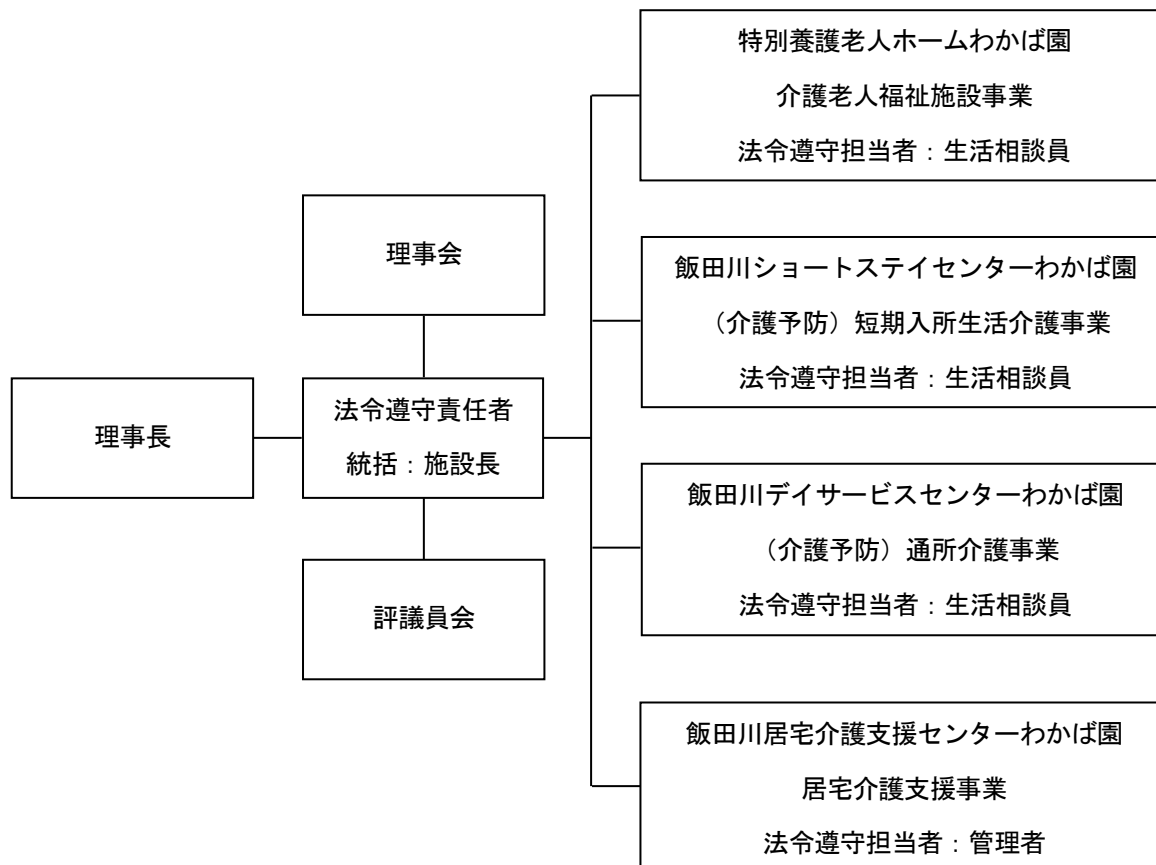 特別養護老人ホームわかば園
介護老人福祉施設事業
法令遵守担当者：生活相談員
理事会
飯田川ショートステイセンターわかば園
（介護予防）短期入所生活介護事業
法令遵守担当者：生活相談員
理事長
法令遵守責任者
統括：施設長
飯田川デイサービスセンターわかば園
（介護予防）通所介護事業
法令遵守担当者：生活相談員
評議員会
飯田川居宅介護支援センターわかば園
居宅介護支援事業
法令遵守担当者：管理者